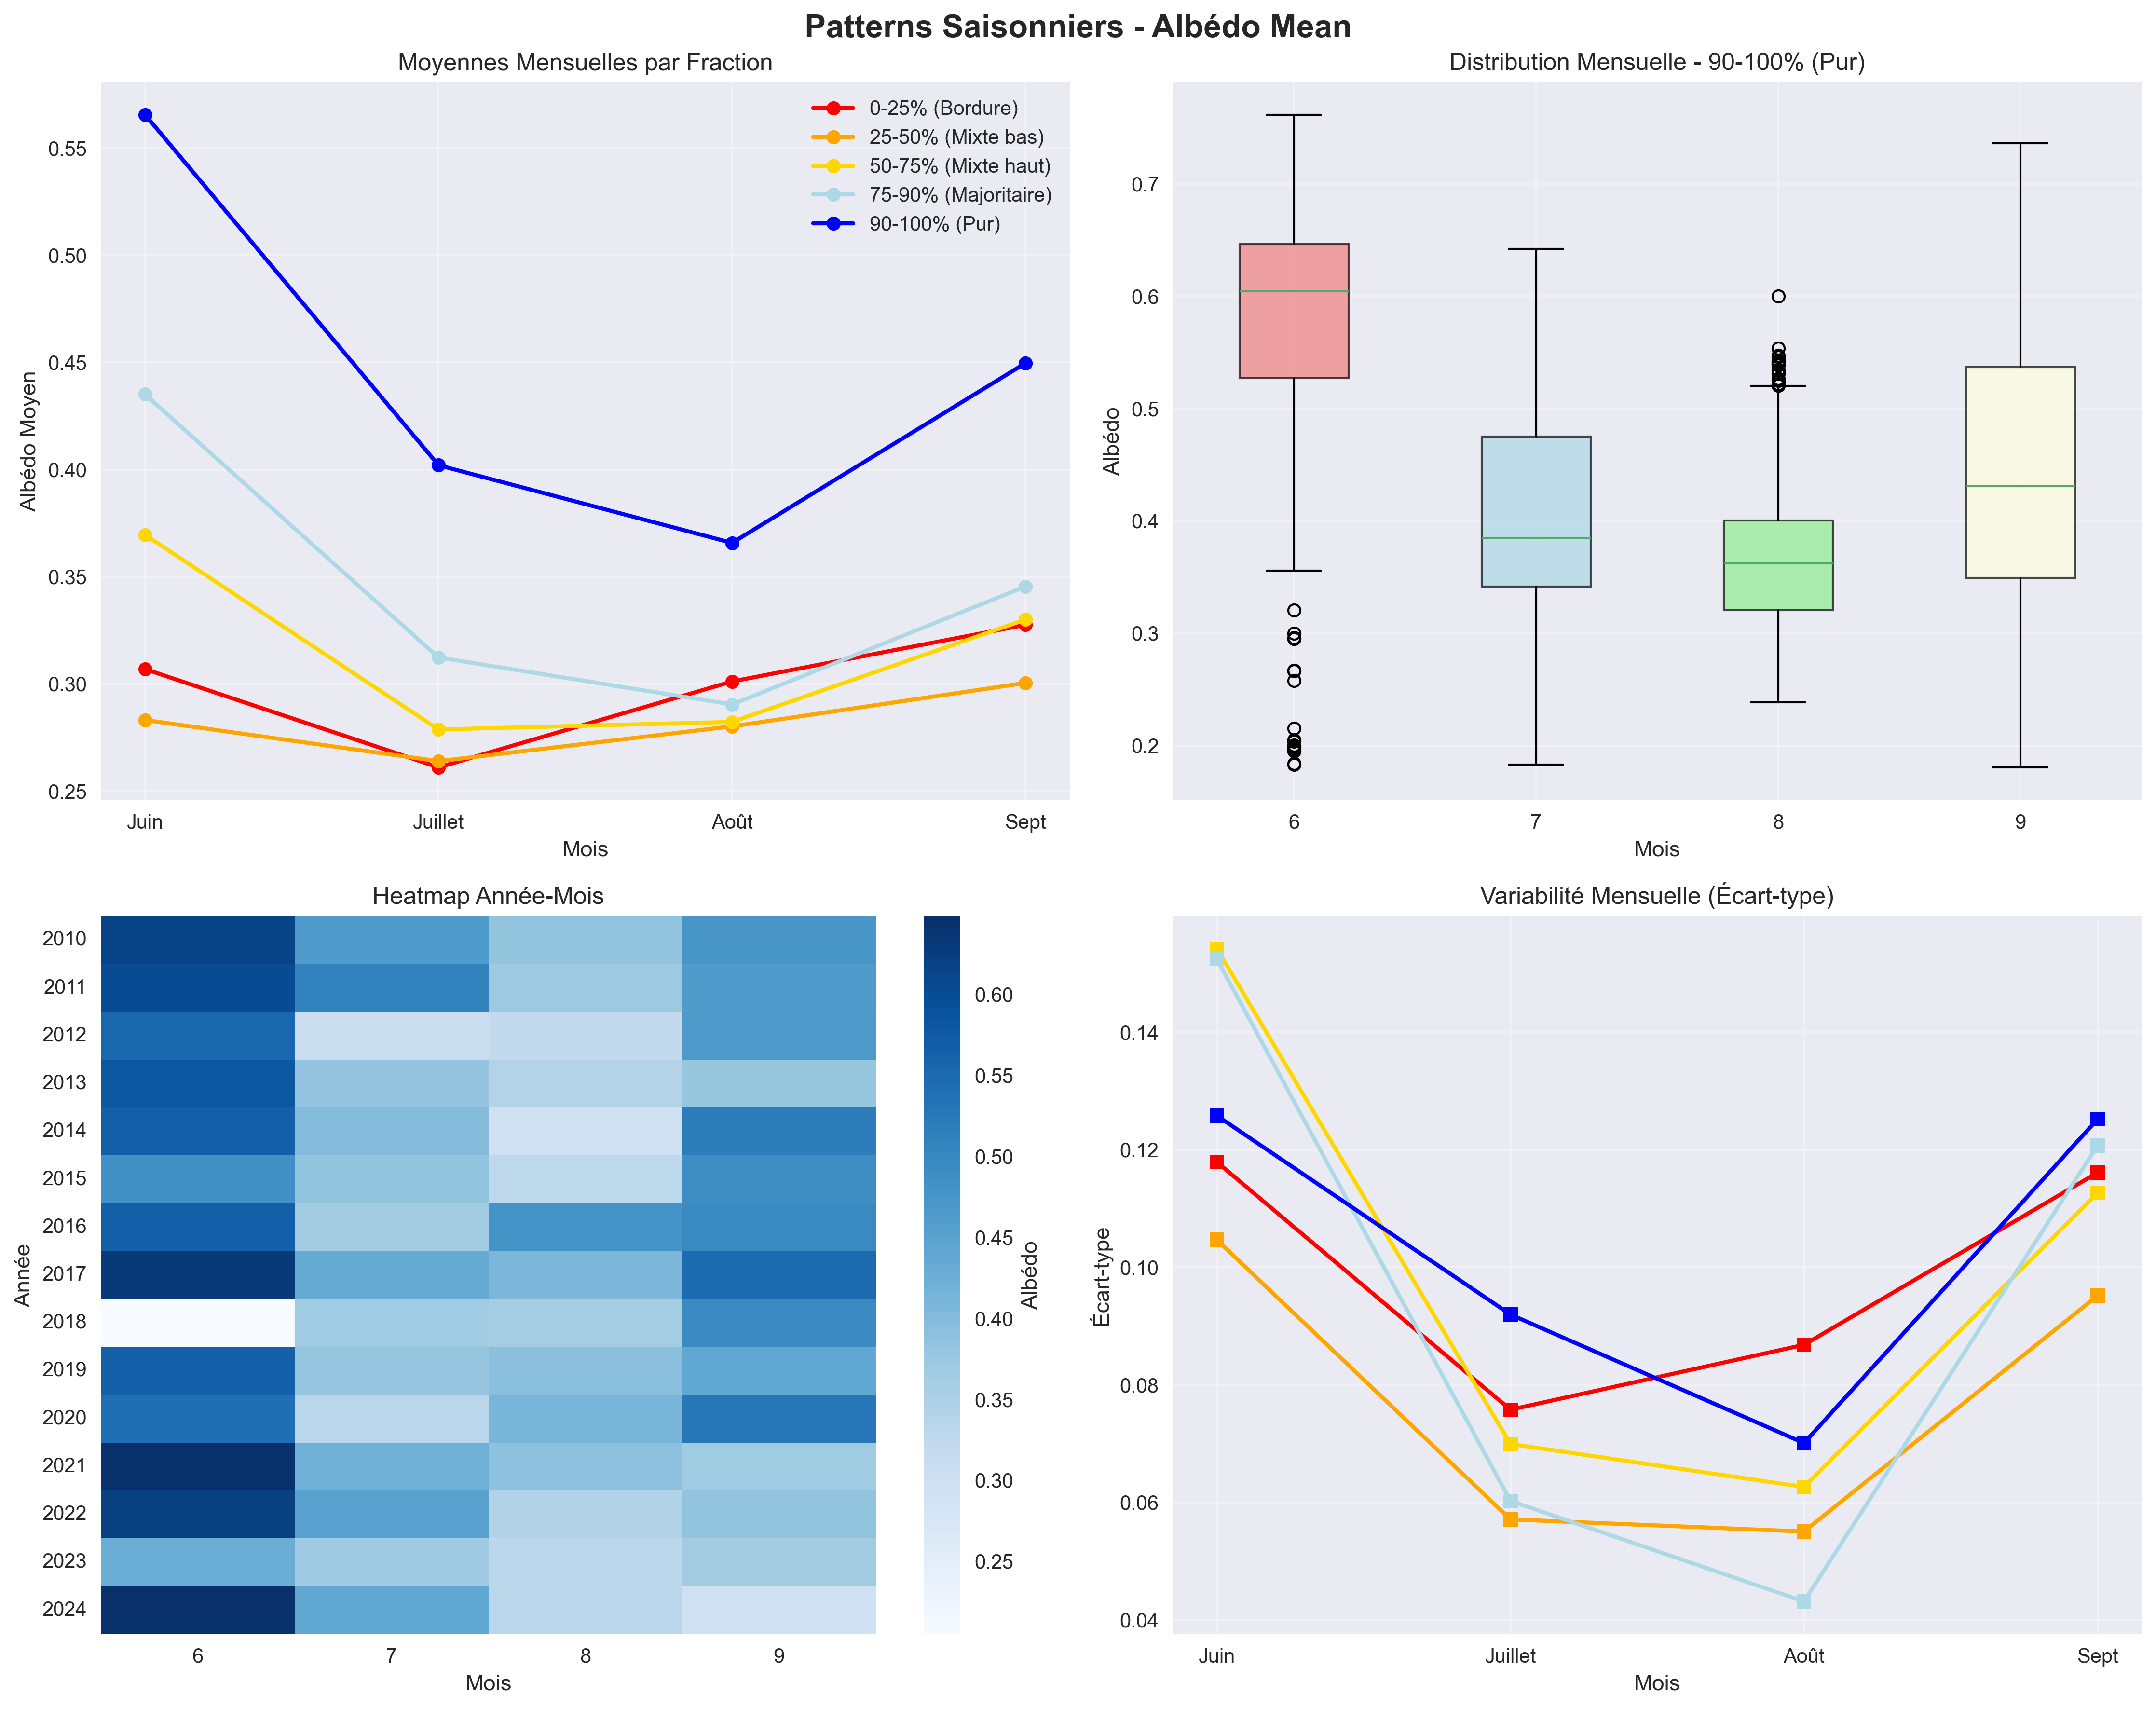 Patterns Saisonniers - Albédo Mean
Moyennes Mensuelles par Fraction
0.55
0.50
0.45
0.40
0.35
0.30
0.25
Albédo Moyen
0-25% (Bordure)
25-50% (Mixte bas)
50-75% (Mixte haut)
75-90% (Majoritaire)
90-100% (Pur)
Juin Juillet Août Sept
Mois
Distribution Mensuelle - 90-100% (Pur)
0.7
0.6
0.5
0.4
0.3
0.2
Albédo
6 7 8 9
Mois
Heatmap Année-Mois
2010
2011
2012
2013
2014
2015
2016
2017
2018
2019
2020
2021
2022
2023
2024
Année
6 7 8 9
Mois
0.60
0.55
0.50
0.45
0.40
0.35
0.30
0.25
Albédo
Variabilité Mensuelle (Écart-type)
0.14
0.12
0.10
0.08
0.06
0.04
Écart-type
Juin Juillet Août Sept
Mois